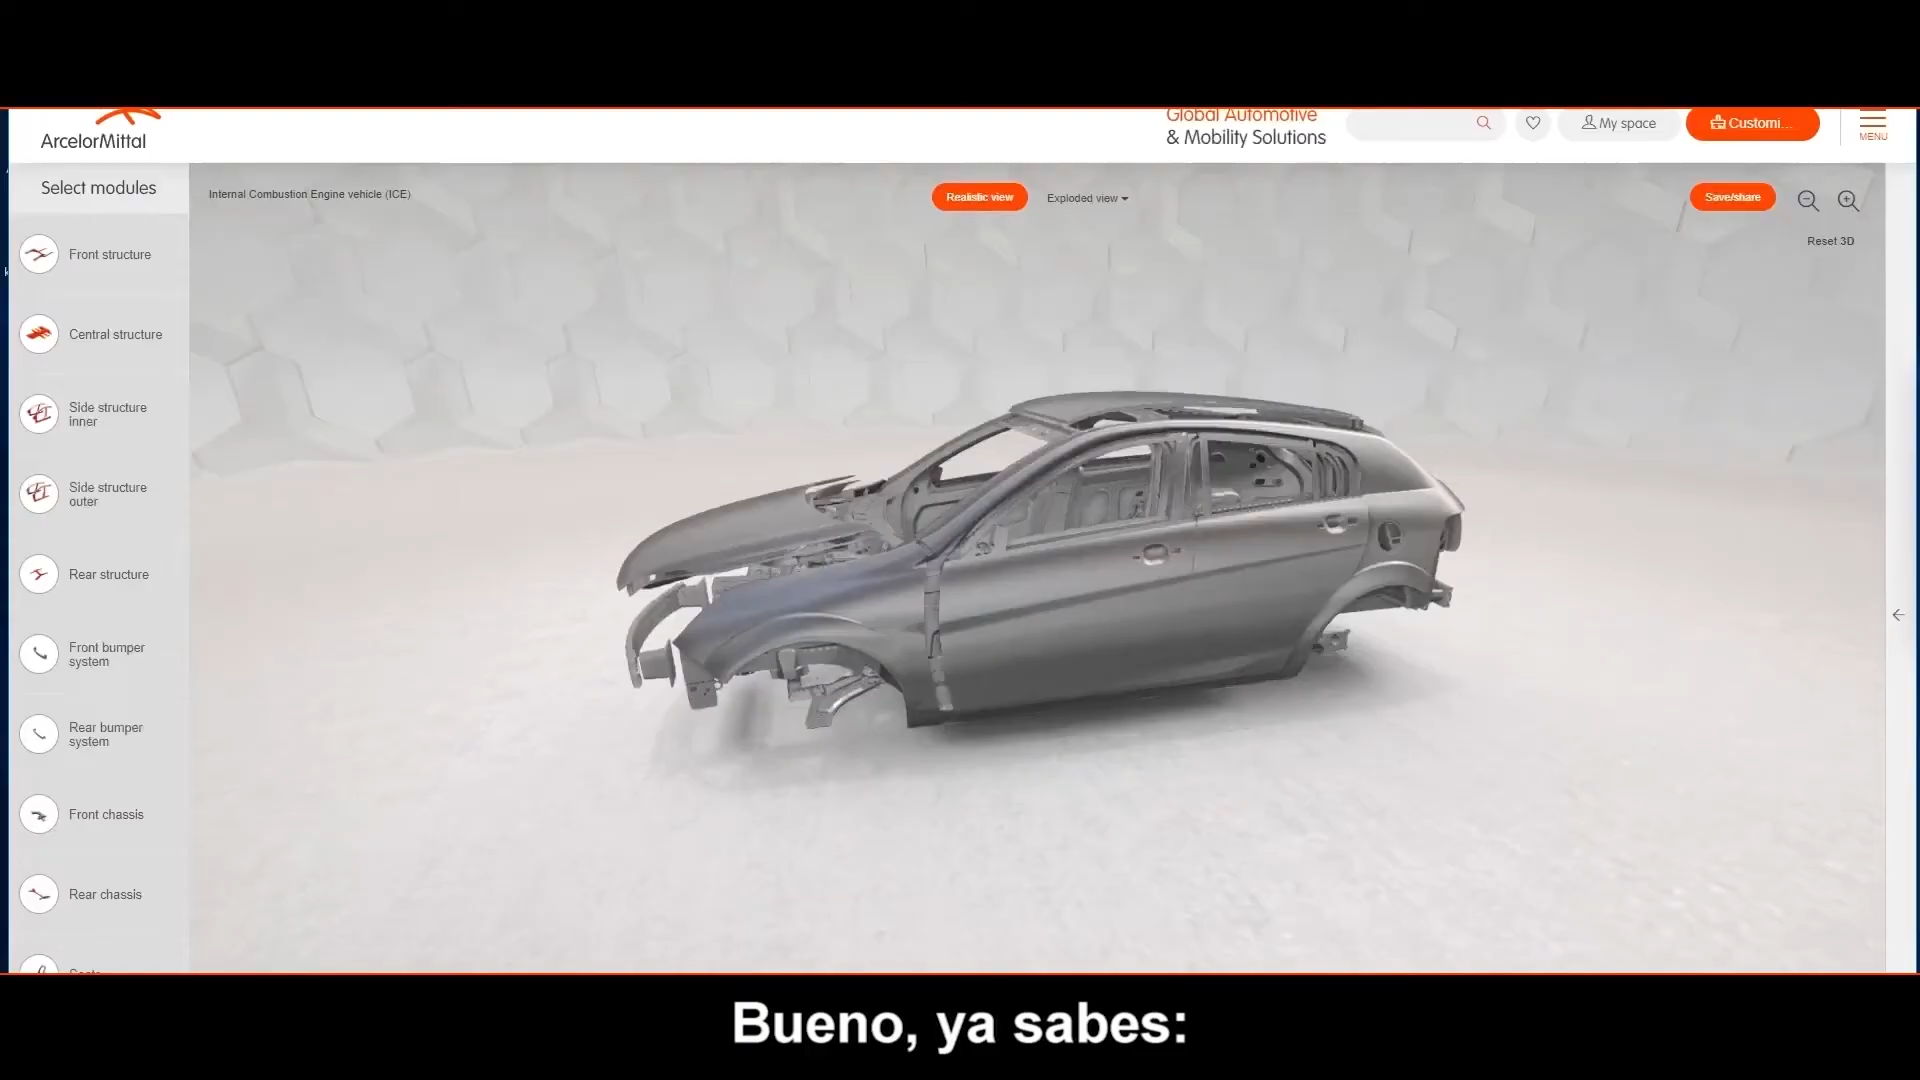 ArcelorMittal
Global Automotive
& Mobility Solutions
My space
Customi...
MENU
Select modules
Internal Combustion Engine vehicle (ICE)
Realistic view
Exploded view
Save/share
Reset 3D
Front structure
Central structure
Side structure
inner
Side structure
outer
Rear structure
Front bumper
system
Rear bumper
system
Front chassis
Rear chassis
Bueno, ya sabes: